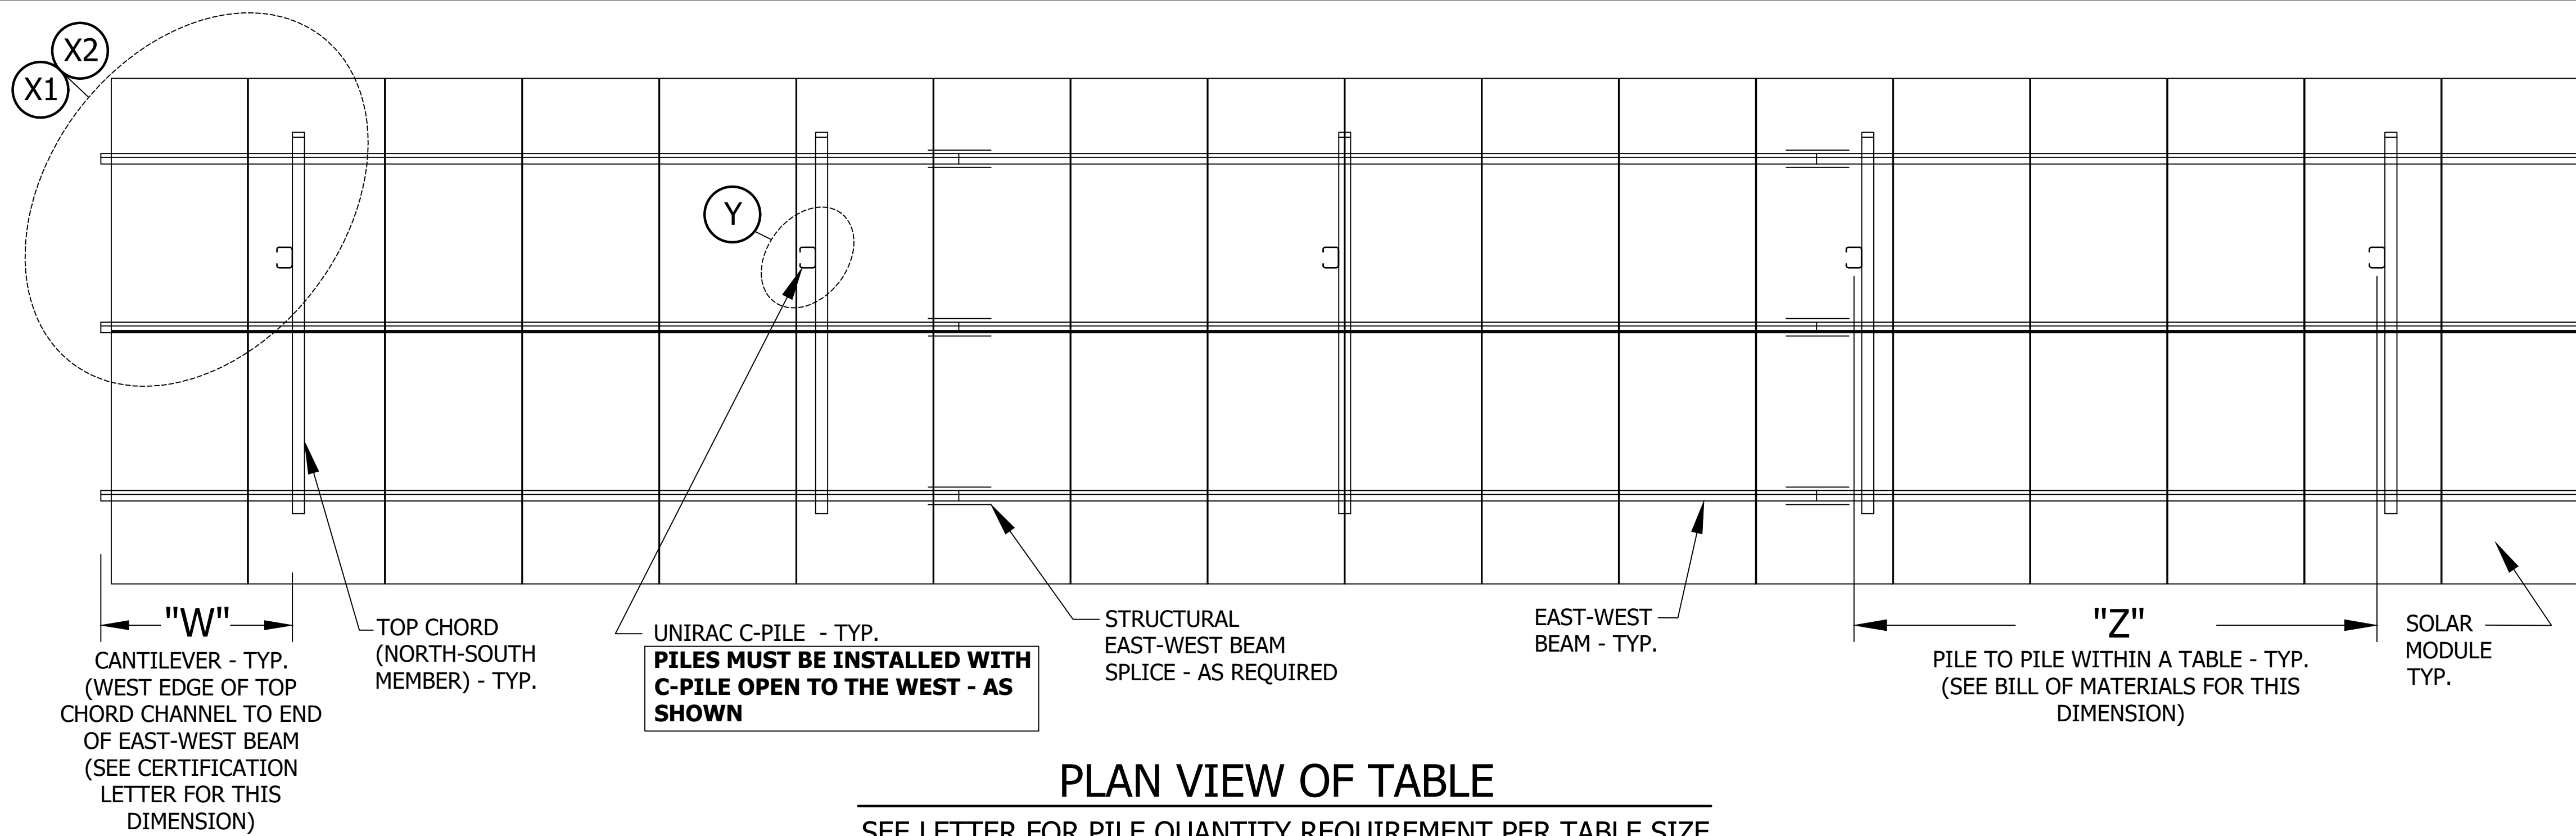 X2
X1
Y
"W"
CANTILEVER - TYP.
(WEST EDGE OF TOP
CHORD CHANNEL TO END
OF EAST-WEST BEAM
(SEE CERTIFICATION
LETTER FOR THIS
DIMENSION)
TOP CHORD
(NORTH-SOUTH
MEMBER) - TYP.
UNIRAC C-PILE - TYP.
PILES MUST BE INSTALLED WITH
C-PILE OPEN TO THE WEST - AS
SHOWN
STRUCTURAL
EAST-WEST BEAM
SPLICE - AS REQUIRED
EAST-WEST
BEAM - TYP.
"Z"
PILE TO PILE WITHIN A TABLE - TYP.
(SEE BILL OF MATERIALS FOR THIS
DIMENSION)
SOLAR
MODULE
TYP.
PLAN VIEW OF TABLE
SEE LETTER FOR PILE QUANTITY REQUIREMENT PER TABLE SIZE